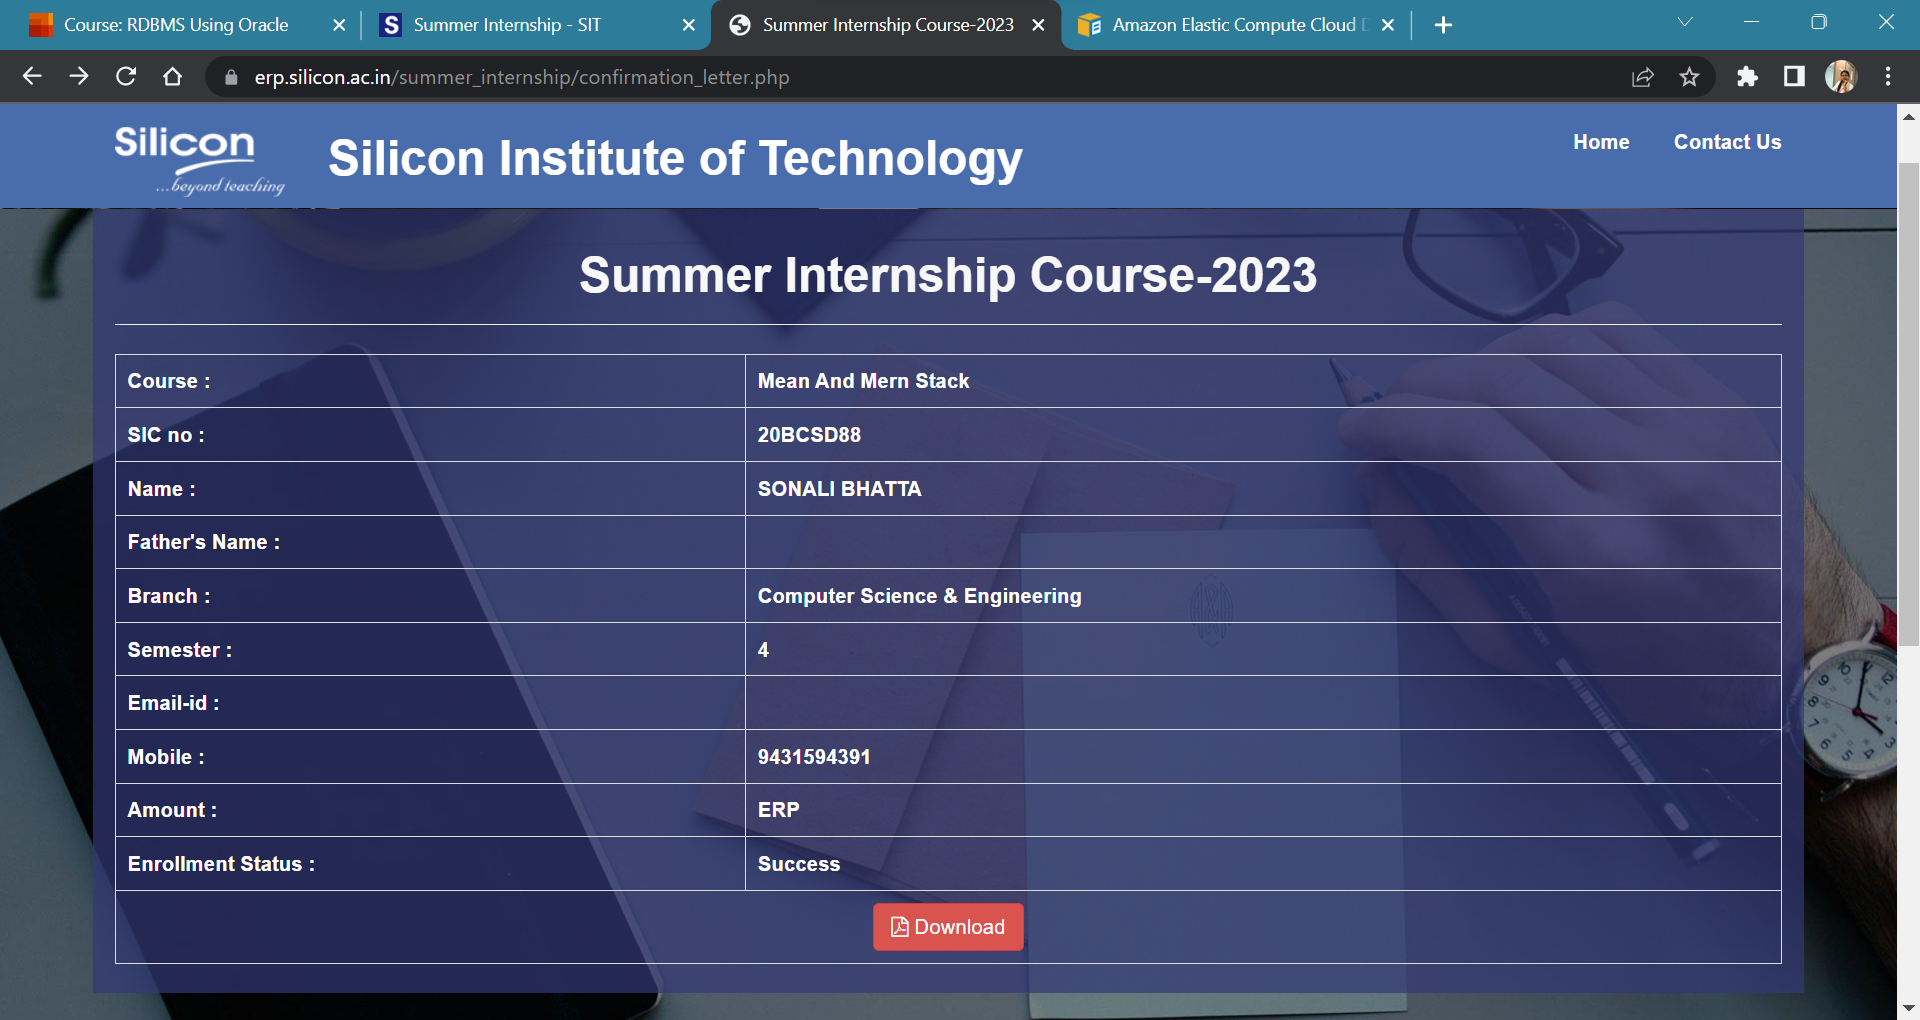 Course: RDBMS Using Oracle
Summer Internship - SIT
Summer Internship Course-2023
Amazon Elastic Compute Cloud
erp.silicon.ac.in/summer_internship/confirmation_letter.php
Silicon
...beyond teaching
Silicon Institute of Technology
Home
Contact Us
Summer Internship Course-2023
Course : Mean And Mern Stack
SIC no : 20BCSD88
Name : SONALI BHATTA
Father's Name :
Branch : Computer Science & Engineering
Semester : 4
Email-id :
Mobile : 9431594391
Amount : ERP
Enrollment Status : Success
Download